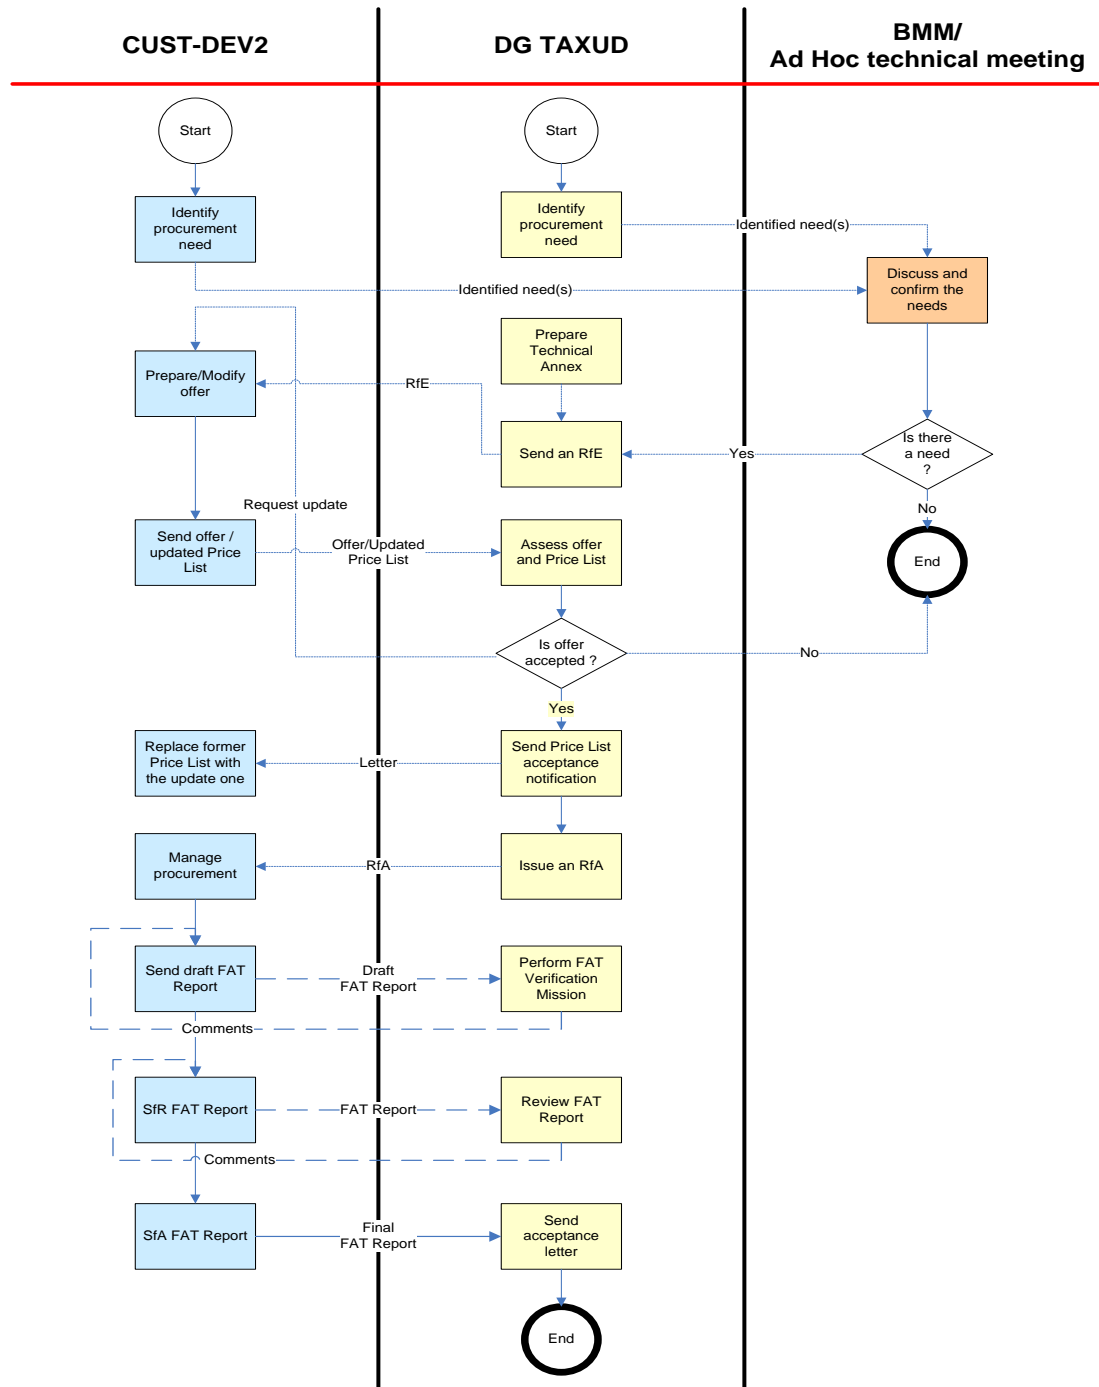 CUST-DEV2
DG TAXUD
BMM/
Ad Hoc technical meeting
Start
Start
Identify
procurement
need
Identify
procurement
need
Identified need(s)
Identified need(s)
Discuss and
confirm the
needs
Prepare
Technical
Annex
Prepare/Modify
offer
RfE
Send an RfE
Yes
Is there
a need
?
No
Request update
Send offer /
updated Price
List
Offer/Updated
Price List
Assess offer
and Price List
End
Is offer
accepted ?
No
Yes
Replace former
Price List with
the update one
Letter
Send Price List
acceptance
notification
Manage
procurement
RfA
Issue an RfA
Send draft FAT
Report
Draft
FAT Report
Perform FAT
Verification
Mission
Comments
SfR FAT Report
FAT Report
Review FAT
Report
Comments
SfA FAT Report
Final
FAT Report
Send
acceptance
letter
End